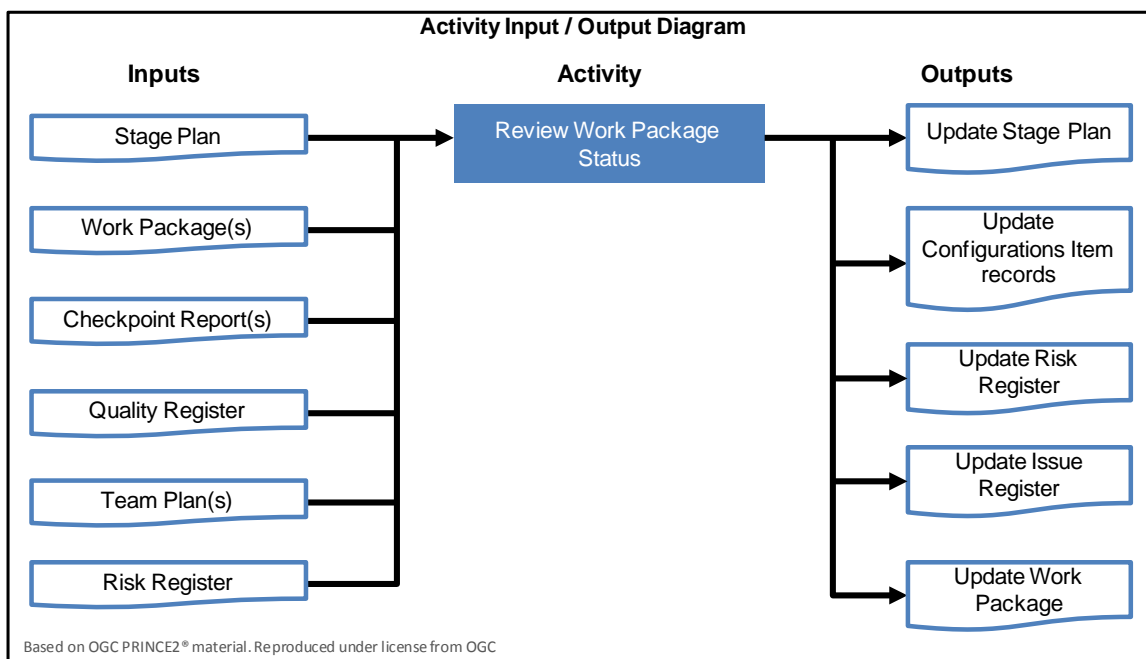 Activity Input / Output Diagram
Inputs
Activity
Outputs
Stage Plan
Work Package(s)
Checkpoint Report(s)
Quality Register
Team Plan(s)
Risk Register
Review Work Package
Status
Update Stage Plan
Update
Configurations Item
records
Update Risk
Register
Update Issue
Register
Update Work
Package
Based on OGC PRINCE2® material. Reproduced under license from OGC